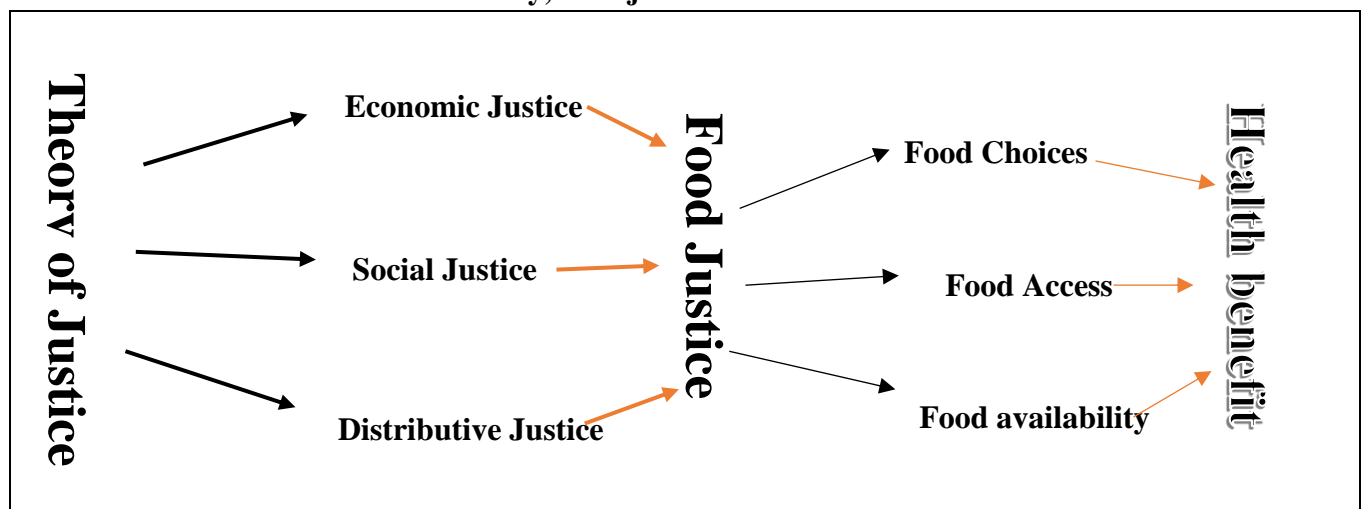 Theory of Justice
Economic Justice
Social Justice
Distributive Justice
Food Justice
Food Choices
Food Access
Food availability
Health benefit